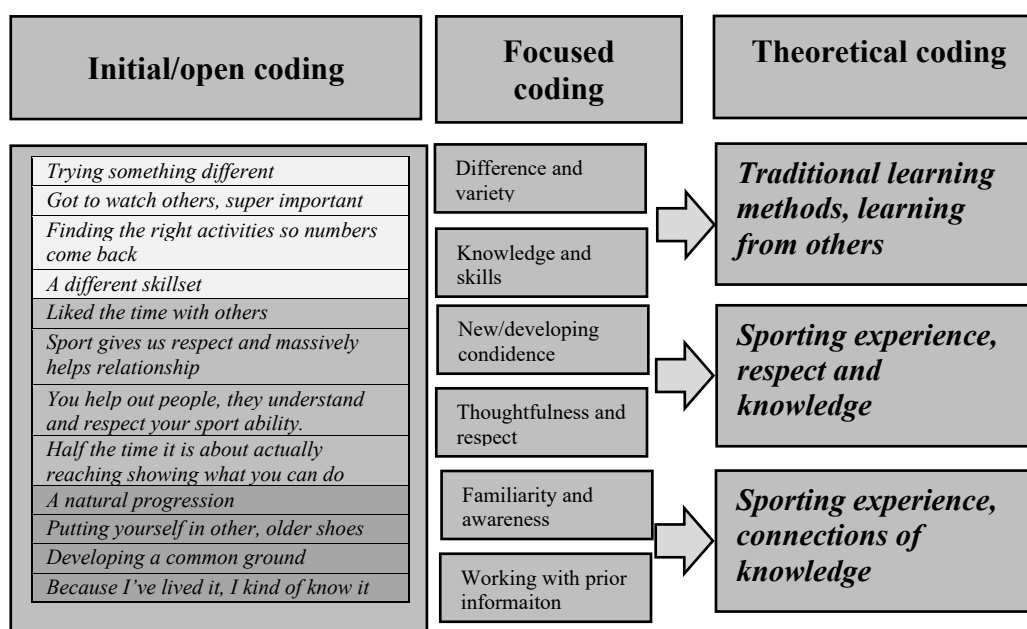 Initial/open coding
Focused
coding
Theoretical coding
Trying something different
Got to watch others, super important
Finding the right activities so numbers
come back
A different skillset
Liked the time with others
Sport gives us respect and massively
helps relationship
You help out people, they understand
and respect your sport ability.
Half the time it is about actually
reaching showing what you can do
A natural progression
Putting yourself in other, older shoes
Developing a common ground
Because I've lived it, I kind of know it
Difference and
variety
Knowledge and
skills
New/developing
condidence
Thoughtfulness and
respect
Familiarity and
awareness
Working with prior
informaiton
Traditional learning
methods, learning
from others
Sporting experience,
respect and
knowledge
Sporting experience,
connections of
knowledge